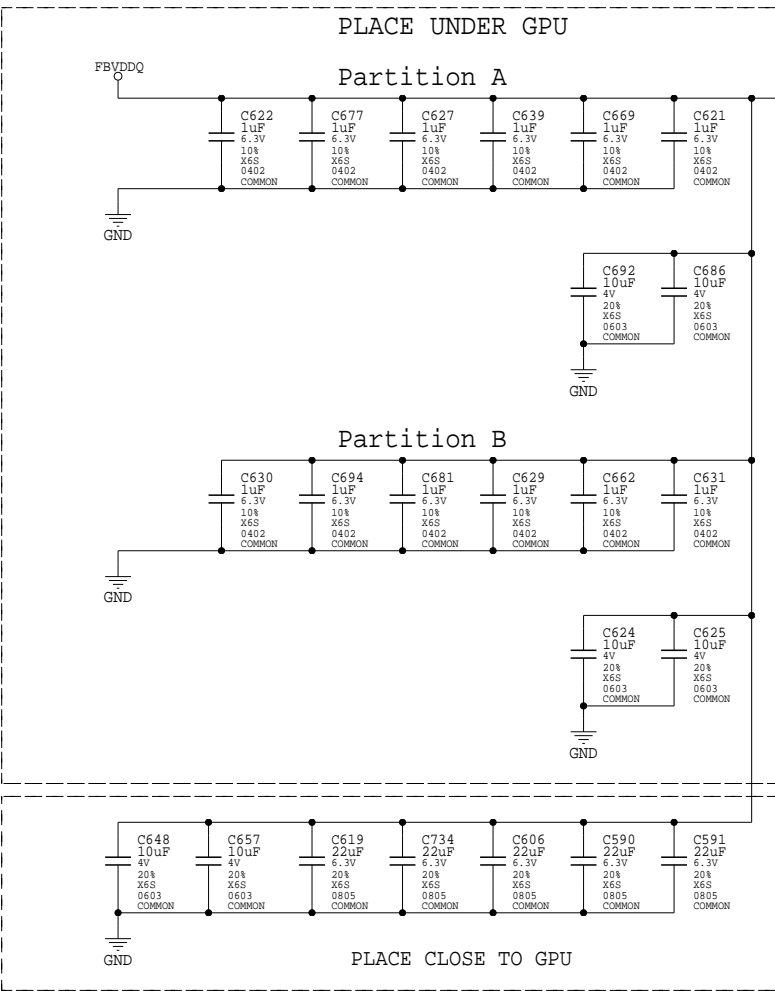 PLACE UNDER GPU
FBVDDQ
Partition A
C622
1uF
6.3V
10%
X6S
0402
COMMON
C677
1uF
6.3V
10%
X6S
0402
COMMON
C627
1uF
6.3V
10%
X6S
0402
COMMON
C639
1uF
6.3V
10%
X6S
0402
COMMON
C669
1uF
6.3V
10%
X6S
0402
COMMON
C621
1uF
6.3V
10%
X6S
0402
COMMON
GND
C692
10uF
4V
20%
X6S
0603
COMMON
C686
10uF
4V
20%
X6S
0603
COMMON
GND
Partition B
C630
1uF
6.3V
10%
X6S
0402
COMMON
C694
1uF
6.3V
10%
X6S
0402
COMMON
C681
1uF
6.3V
10%
X6S
0402
COMMON
C629
1uF
6.3V
10%
X6S
0402
COMMON
C662
1uF
6.3V
10%
X6S
0402
COMMON
C631
1uF
6.3V
10%
X6S
0402
COMMON
GND
C624
10uF
4V
20%
X6S
0603
COMMON
C625
10uF
4V
20%
X6S
0603
COMMON
GND
C648
10uF
4V
20%
X6S
0603
COMMON
C657
10uF
4V
20%
X6S
0603
COMMON
C619
22uF
6.3V
20%
X6S
0805
COMMON
C734
22uF
6.3V
20%
X6S
0805
COMMON
C606
22uF
6.3V
20%
X6S
0805
COMMON
C590
22uF
6.3V
20%
X6S
0805
COMMON
C591
22uF
6.3V
20%
X6S
0805
COMMON
GND
PLACE CLOSE TO GPU